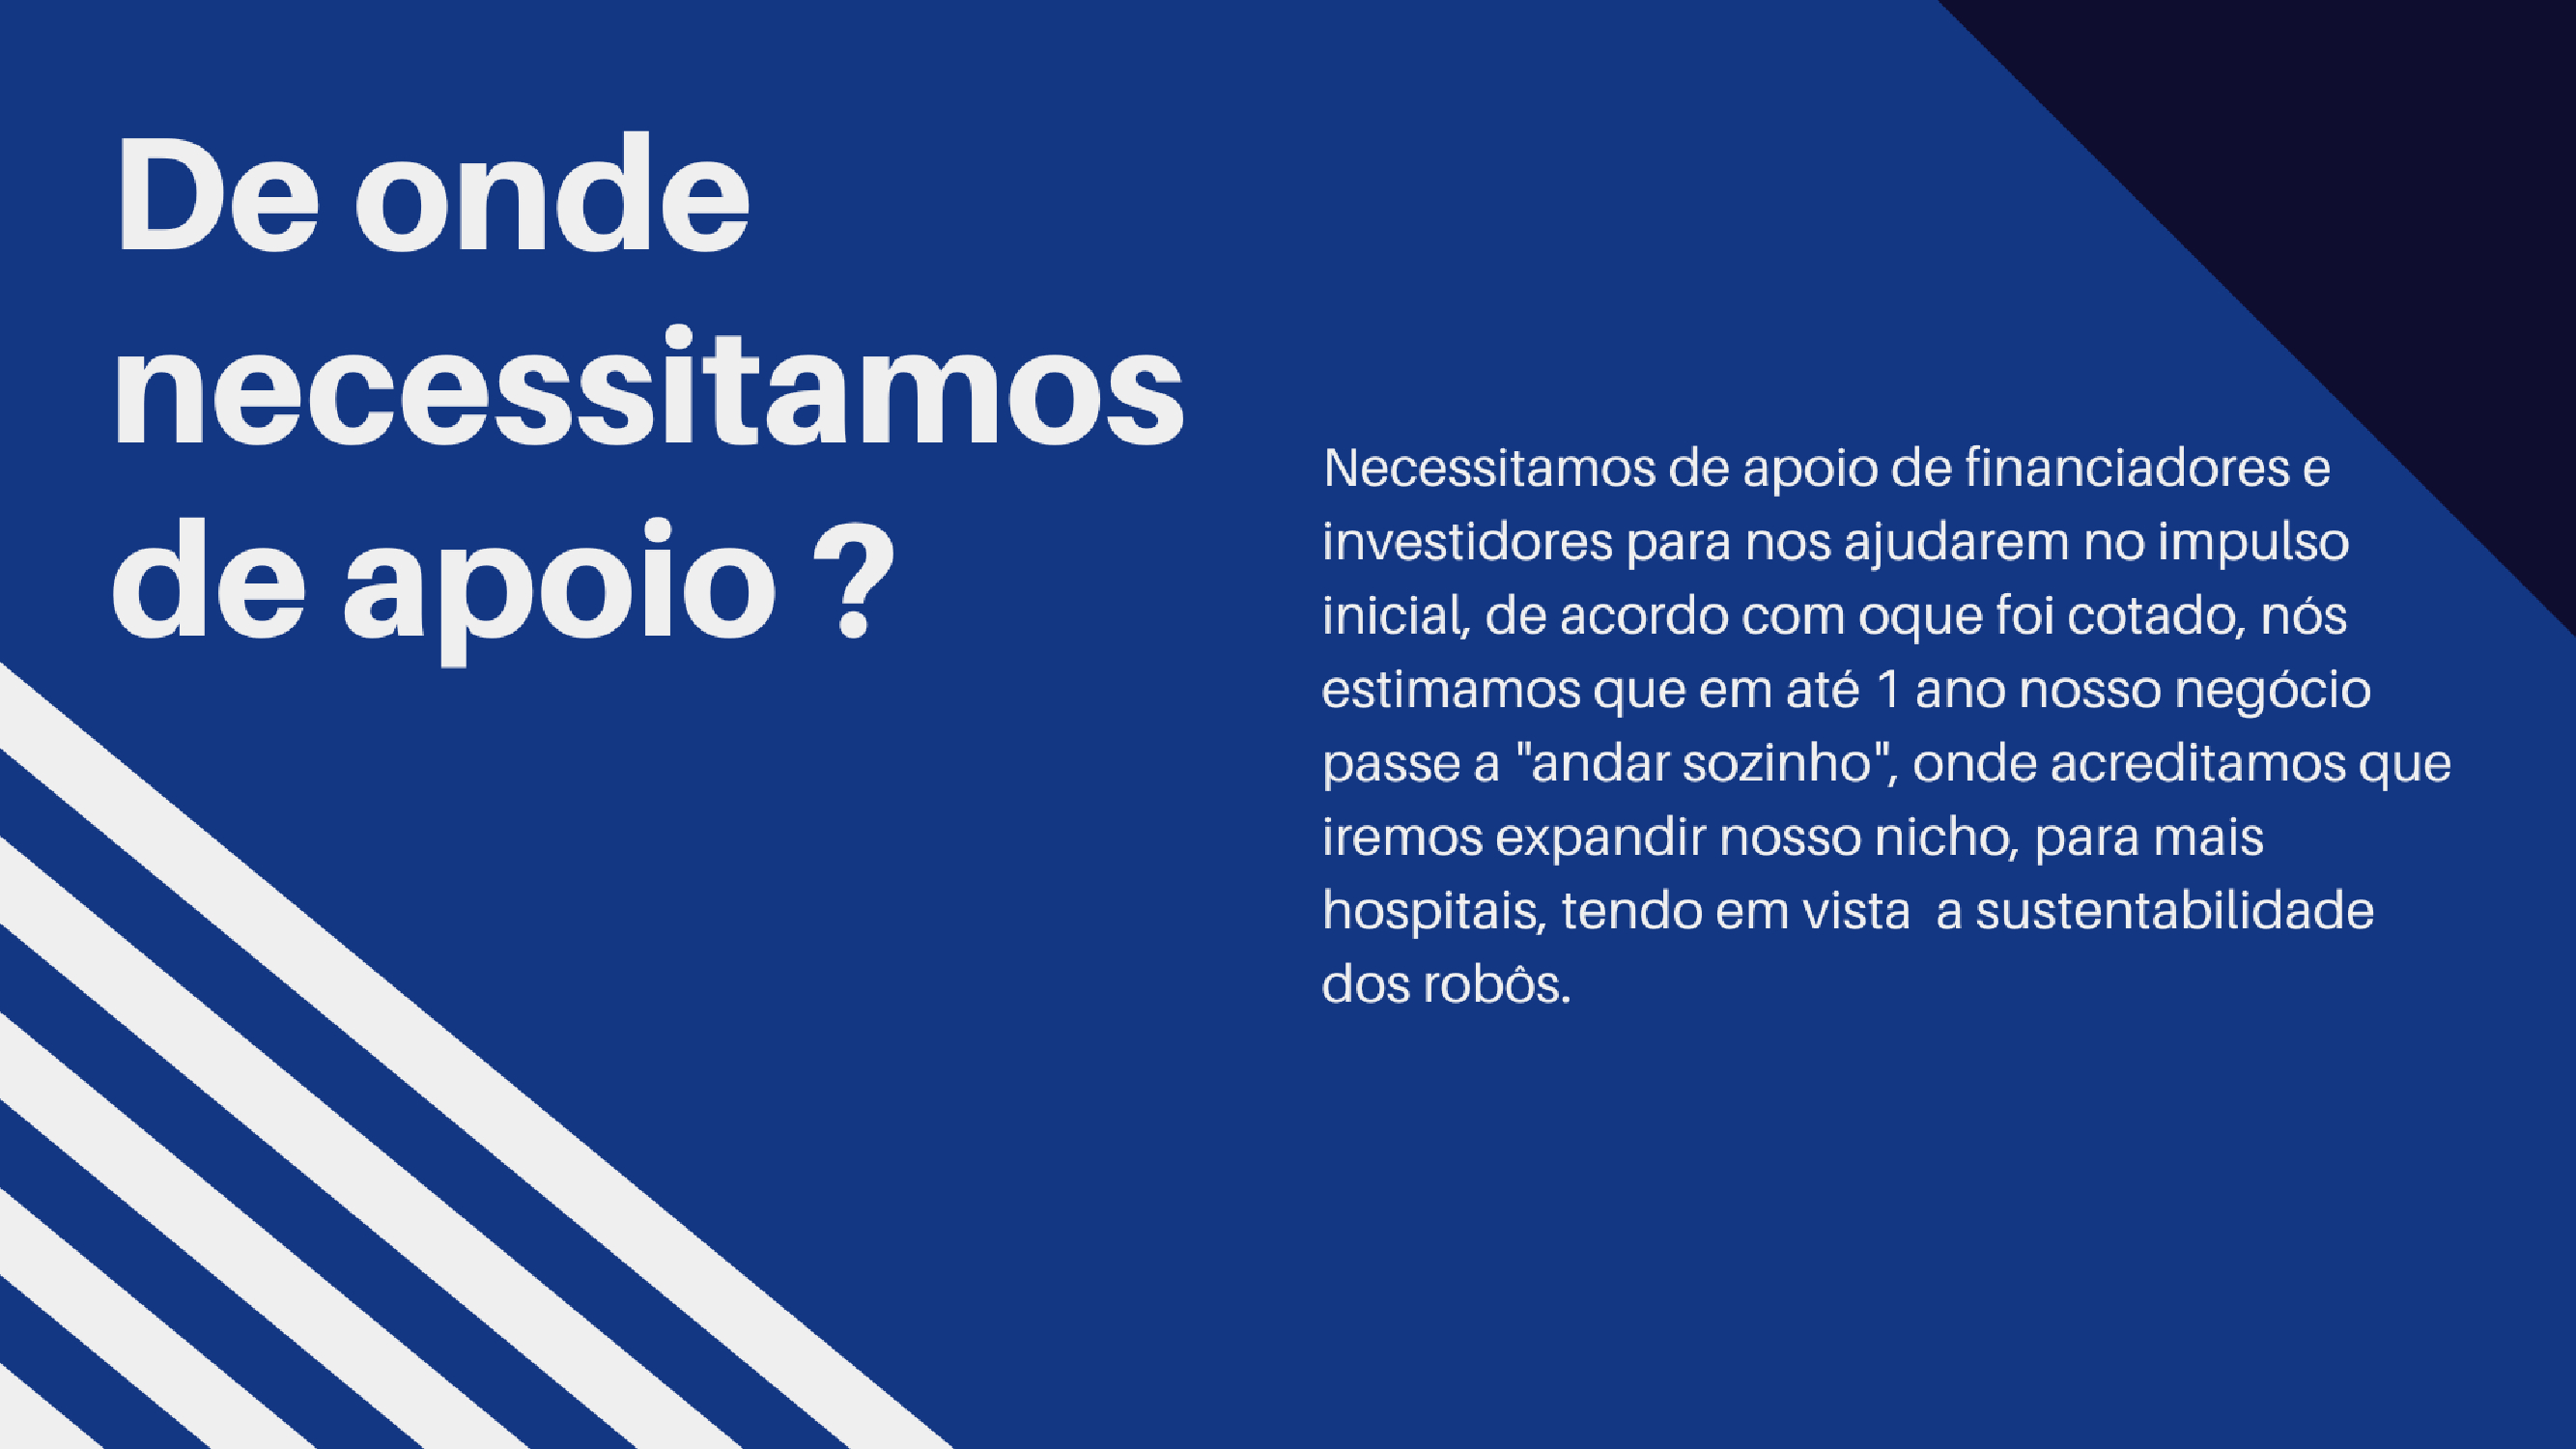 De onde
necessitamos
de apoio ?
Necessitamos de apoio de financiadores e
investidores para nos ajudarem no impulso
inicial, de acordo com oque foi cotado, nós
estimamos que em até 1 ano nosso negócio
passe a "andar sozinho", onde acreditamos que
iremos expandir nosso nicho, para mais
hospitais, tendo em vista  a sustentabilidade
dos robôs.